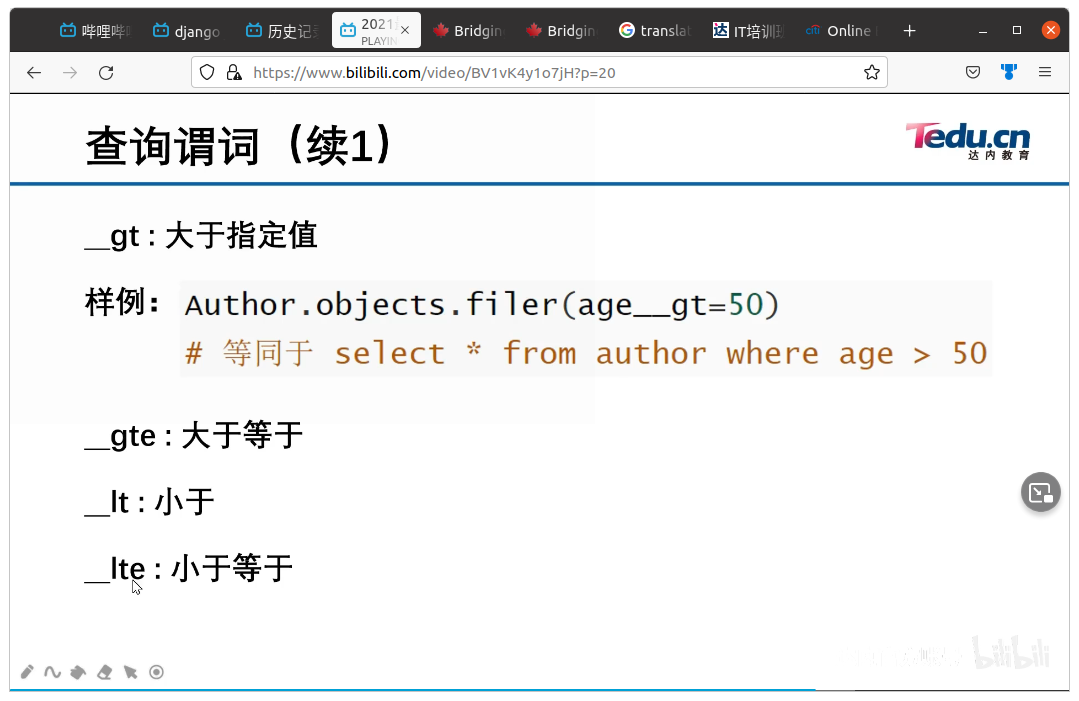 哔哩哔
django
历史记录
2021
PLAYIN
Bridgin
Bridgin
translat
IT培训班
citi
Online
https://www.bilibili.com/video/BV1vK4y1o7jH?p=20
查询谓词（续1）
Tedu.cn
达内教育
__gt : 大于指定值
样例：
Author.objects.filer(age__gt=50)
# 等同于 select * from author where age > 50
__gte : 大于等于
__lt : 小于
__lte : 小于等于
bilibili